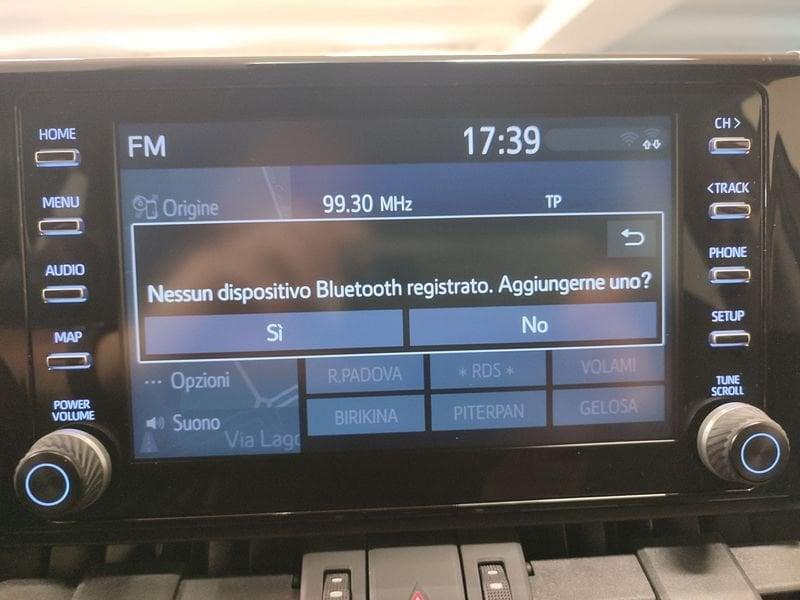 HOME
MENU
AUDIO
MAP
POWER
VOLUME
FM
17:39
Origine
99.30 MHz
TP
Nessun dispositivo Bluetooth registrato. Aggiungerne uno?
Sì
No
Opzioni
Suono
Via Lago
R.PADOVA
* RDS *
VOLAMI
BIRIKINA
PITERPAN
GELOSA
CH >
< TRACK
PHONE
SETUP
TUNE
SCROLL